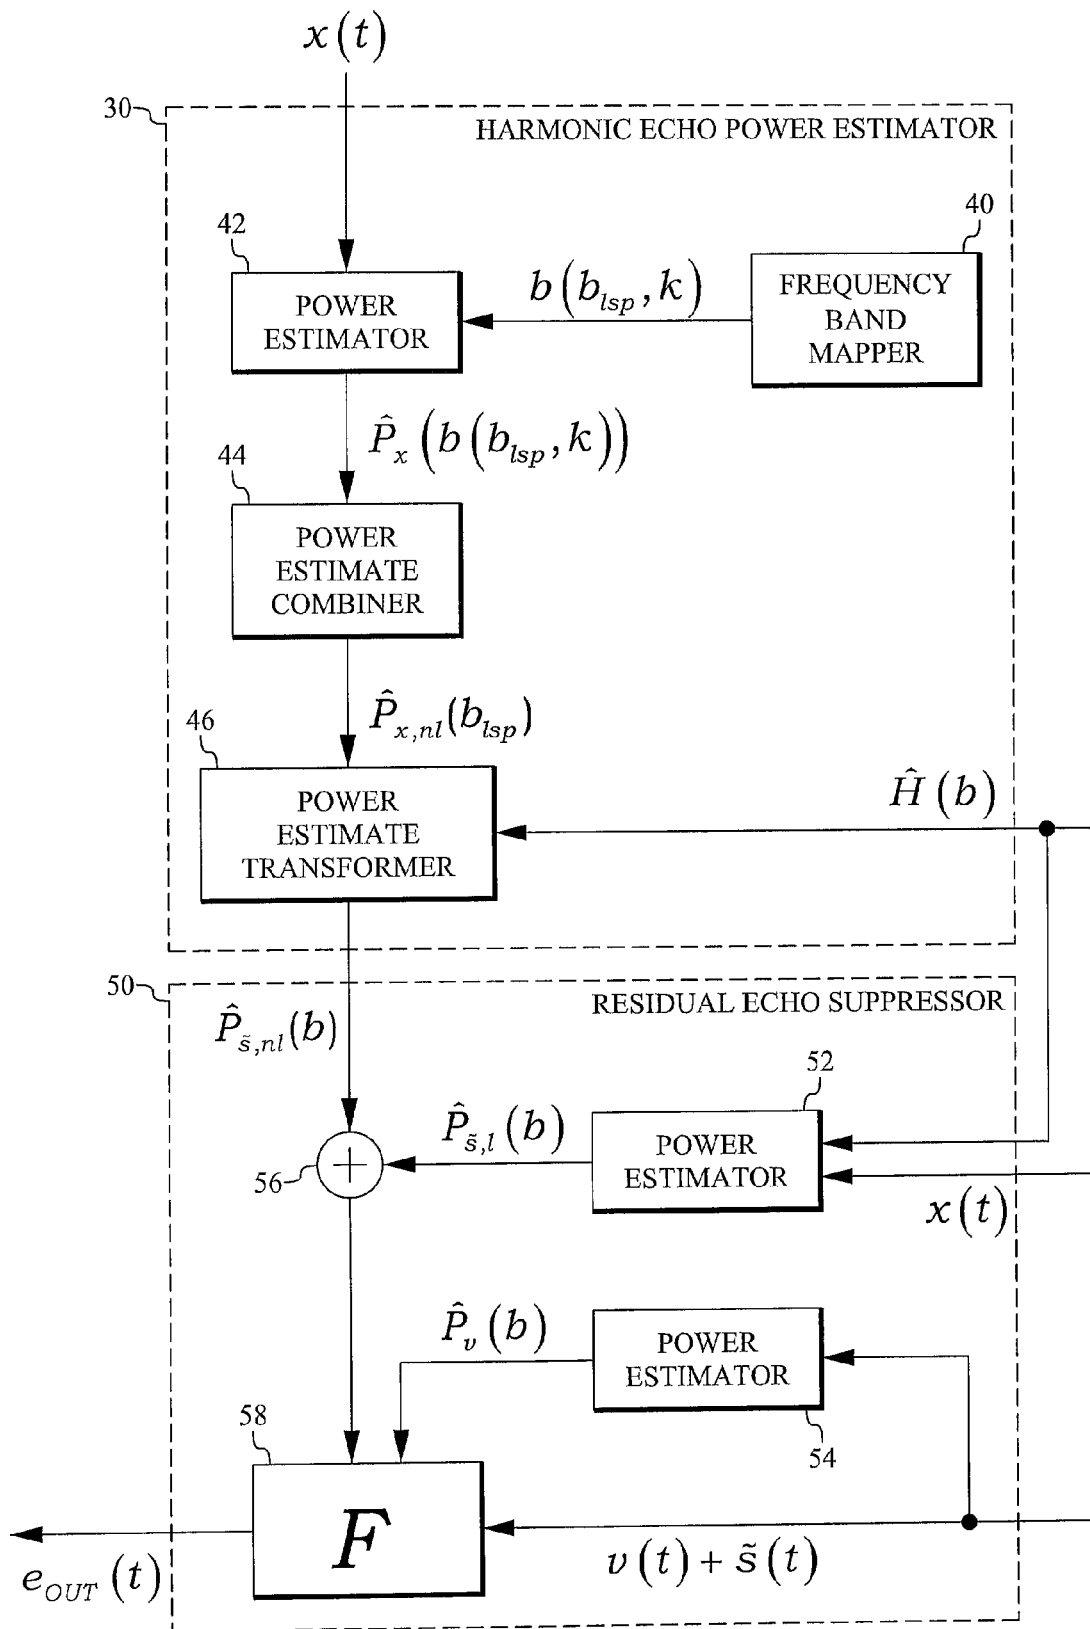 x(t)
30
HARMONIC ECHO POWER ESTIMATOR
42
40
POWER
ESTIMATOR
b(b_lsp, k)
FREQUENCY
BAND
MAPPER
P̂_x(b(b_lsp, k))
44
POWER
ESTIMATE
COMBINER
P̂_x,nl(b_lsp)
46
POWER
ESTIMATE
TRANSFORMER
Ĥ(b)
50
RESIDUAL ECHO SUPPRESSOR
P̂_s̃,nl(b)
52
P̂_s̃,l(b)
POWER
ESTIMATOR
56
+
x(t)
P̂_v(b)
POWER
ESTIMATOR
54
58
F
v(t) + s̃(t)
e_OUT(t)